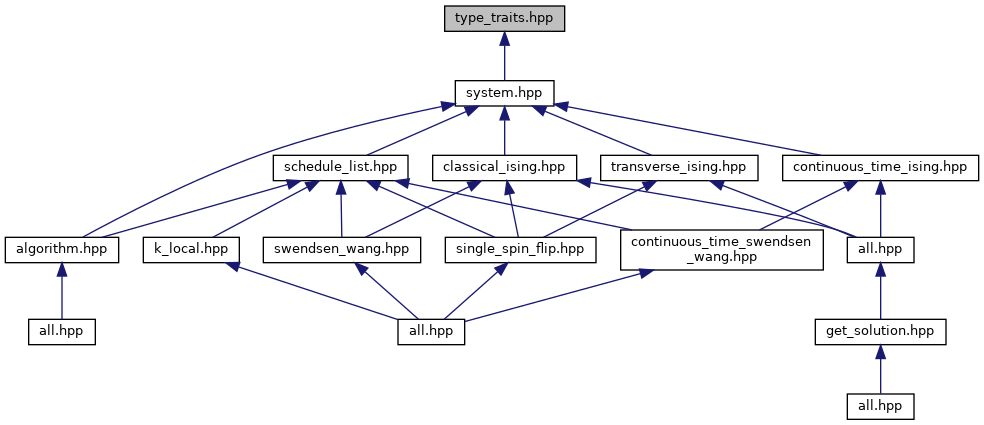 type_traits.hpp
system.hpp
schedule_list.hpp
classical_ising.hpp
transverse_ising.hpp
continuous_time_ising.hpp
algorithm.hpp
k_local.hpp
swendsen_wang.hpp
single_spin_flip.hpp
continuous_time_swendsen
_wang.hpp
all.hpp
all.hpp
all.hpp
get_solution.hpp
all.hpp